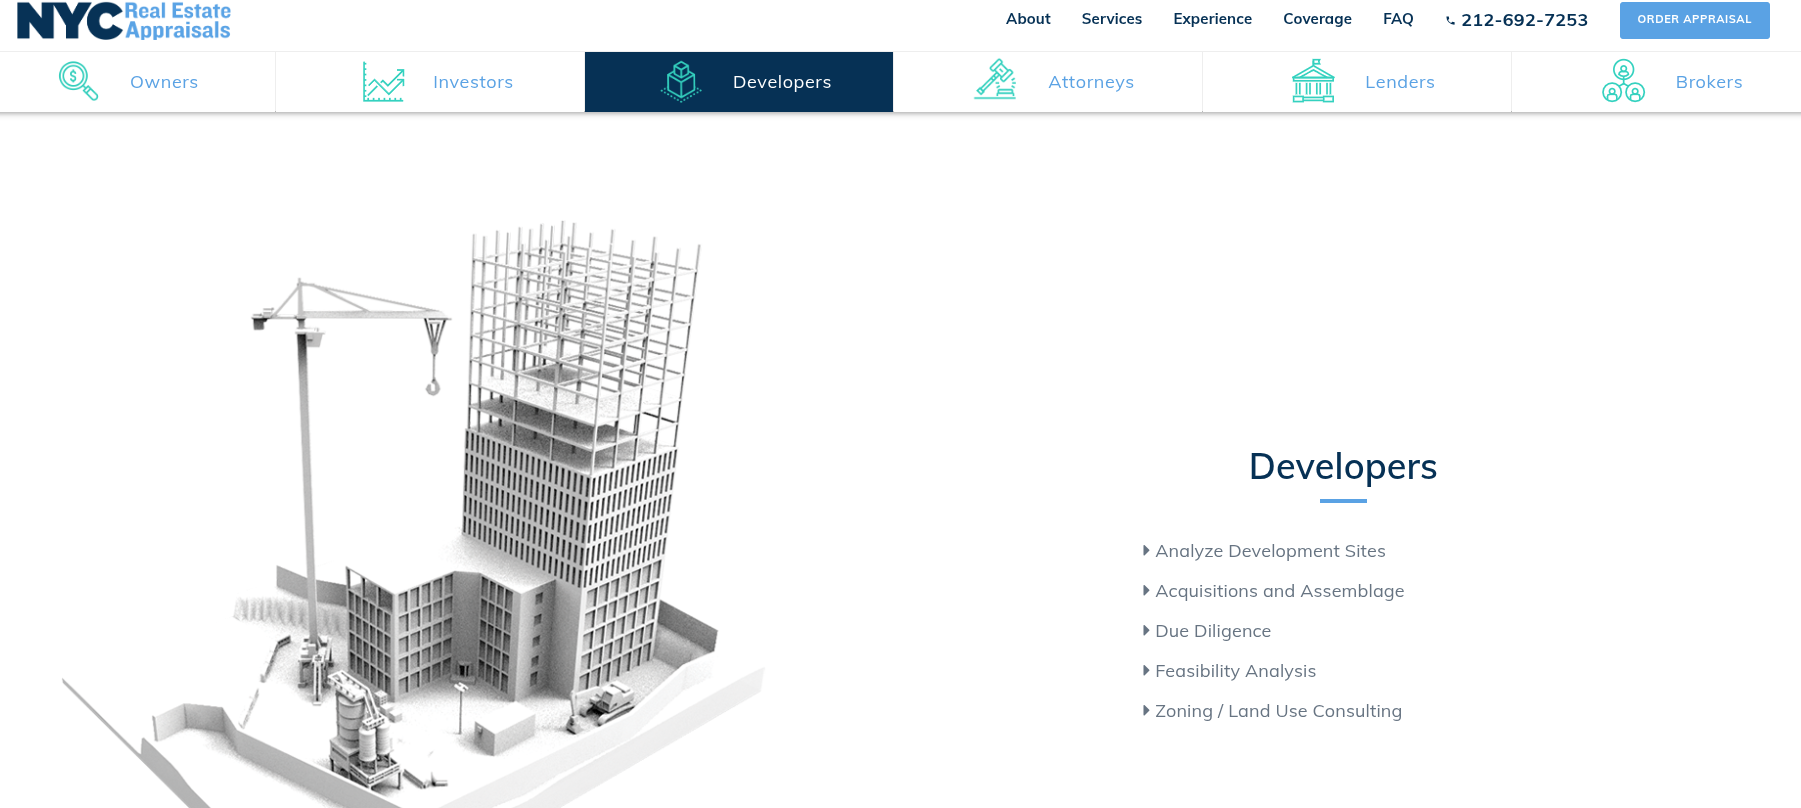 NYC Real Estate
Appraisals
About Services Experience Coverage FAQ 212-692-7253 ORDER APPRAISAL
Owners Investors Developers Attorneys Lenders Brokers
Developers
Analyze Development Sites
Acquisitions and Assemblage
Due Diligence
Feasibility Analysis
Zoning / Land Use Consulting